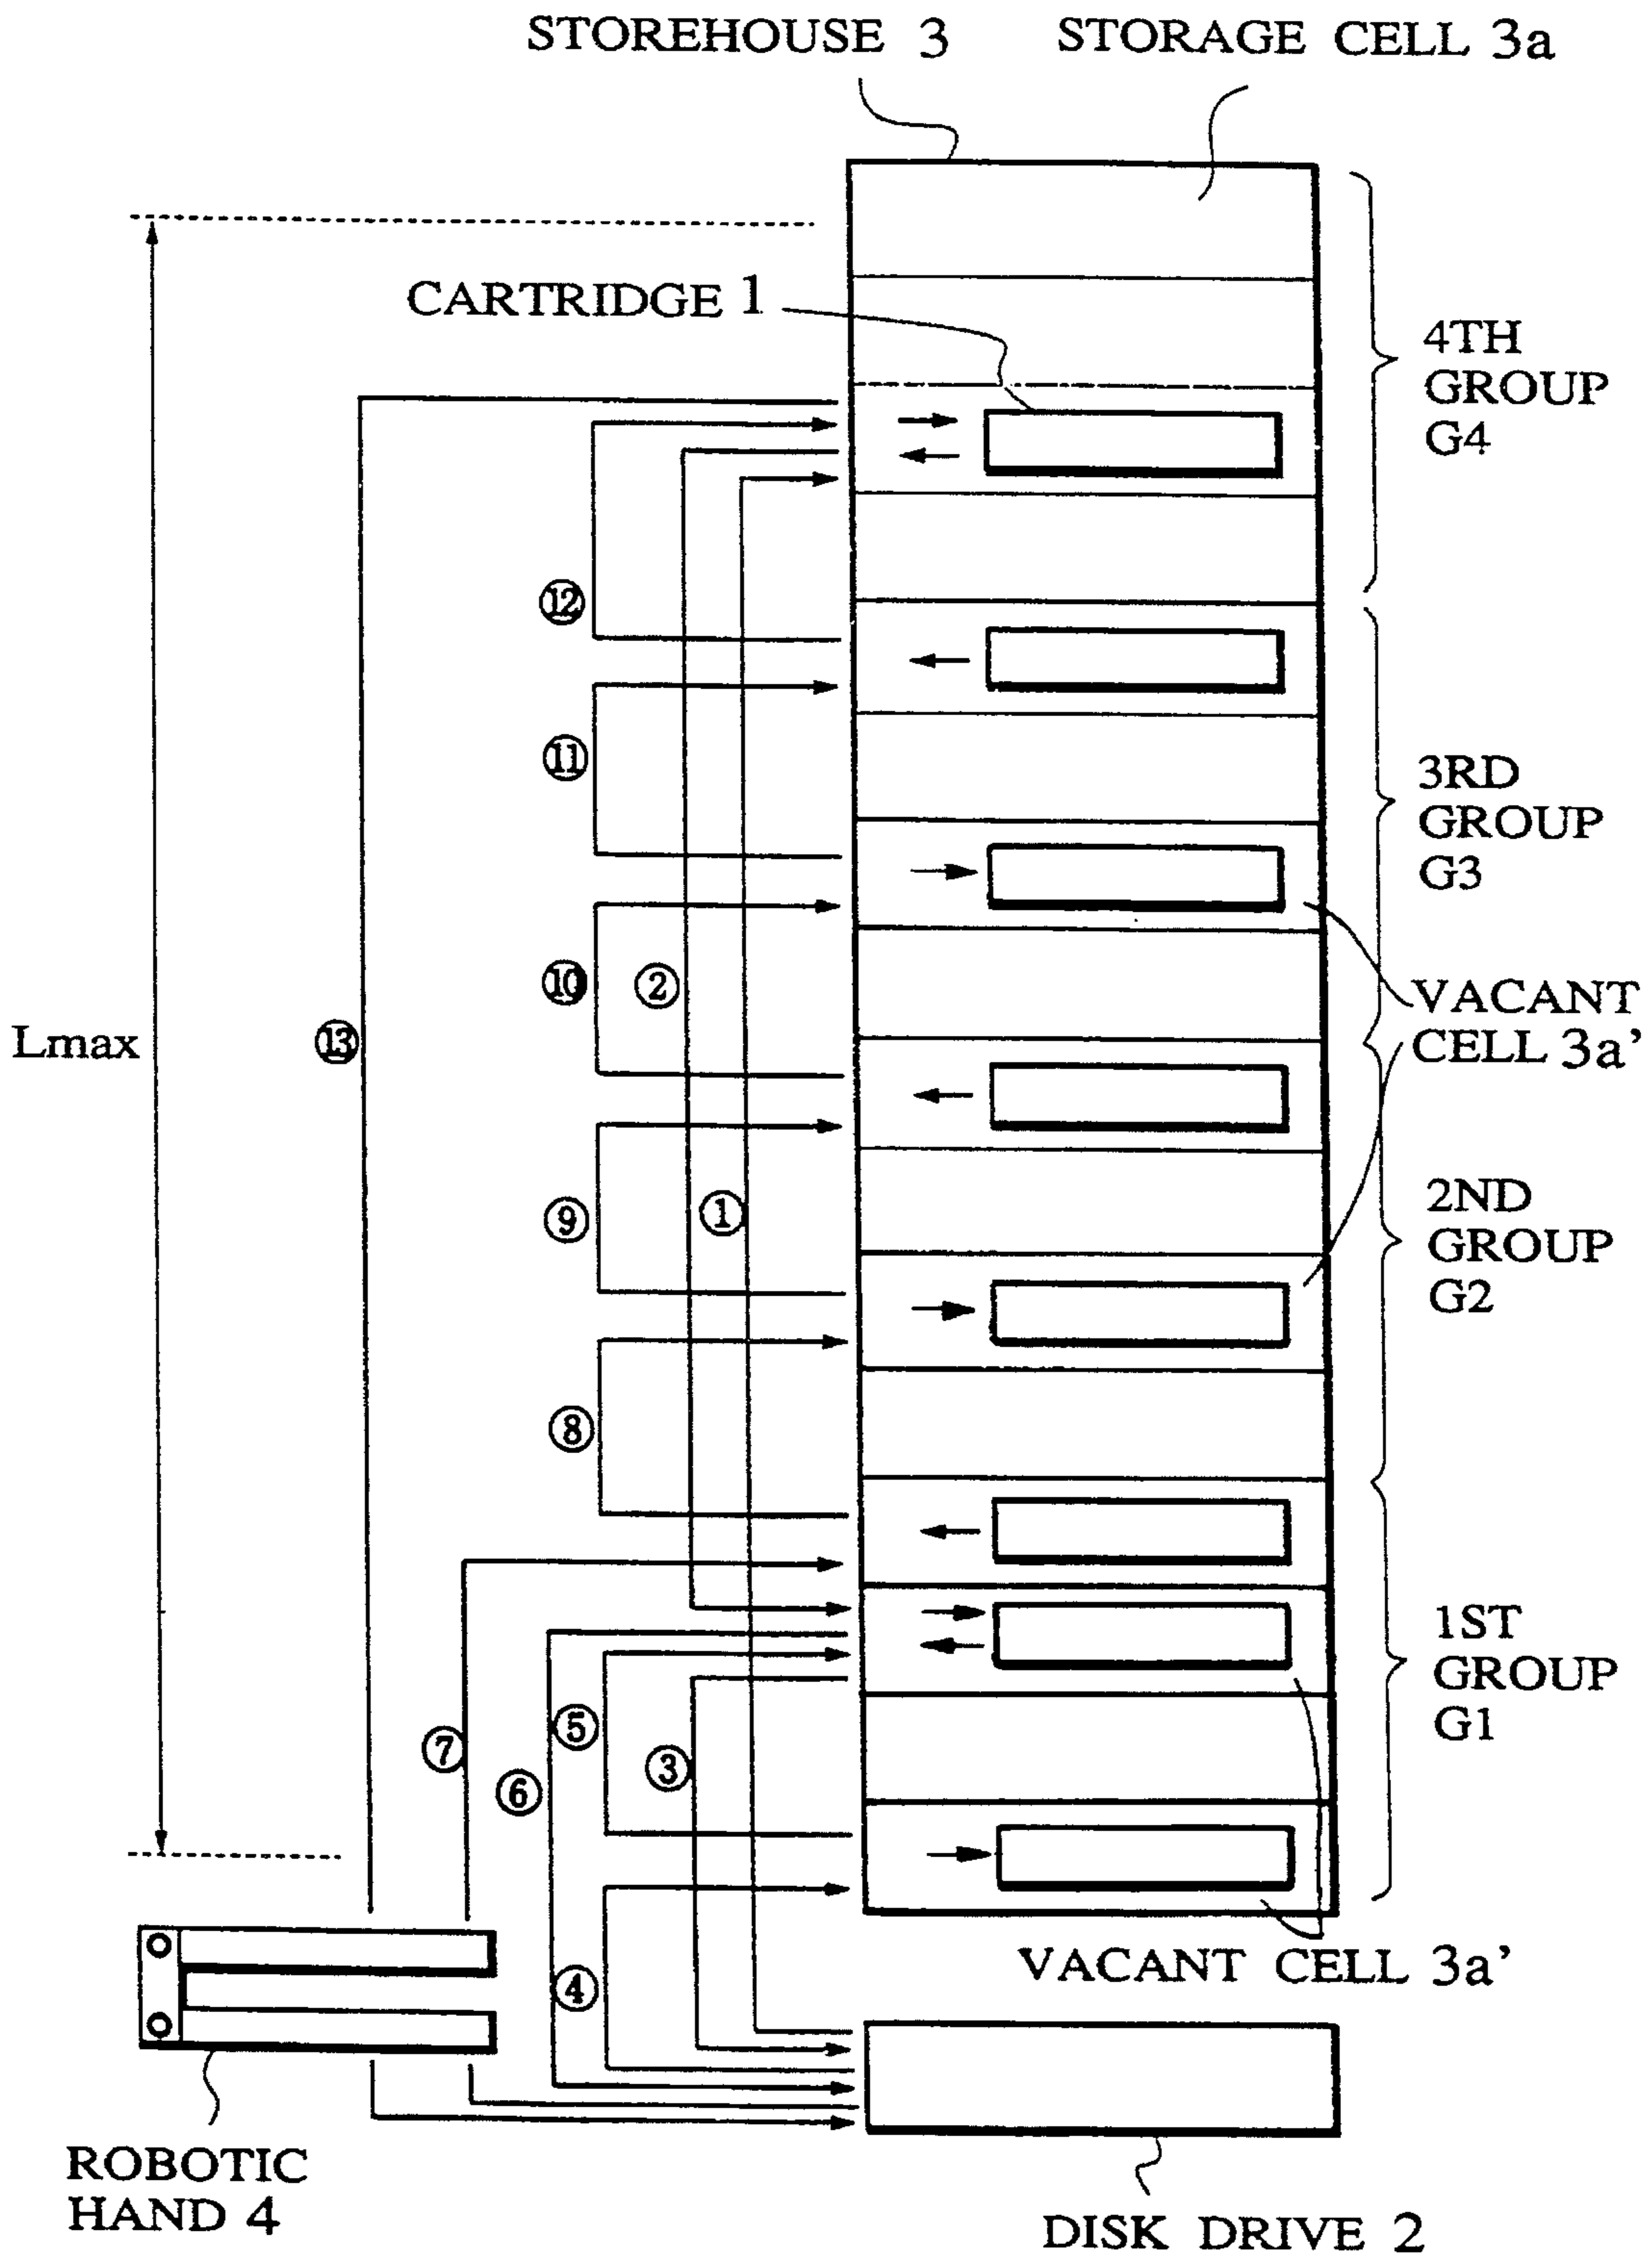 STOREHOUSE 3
STORAGE CELL 3a
CARTRIDGE 1
4TH
GROUP
G4
⑫
⑪
3RD
GROUP
G3
⑩
②
VACANT
CELL 3a'
Lmax
⑬
⑨
①
2ND
GROUP
G2
⑧
1ST
GROUP
G1
⑦
⑤
⑥
③
④
VACANT CELL 3a'
ROBOTIC
HAND 4
DISK DRIVE 2